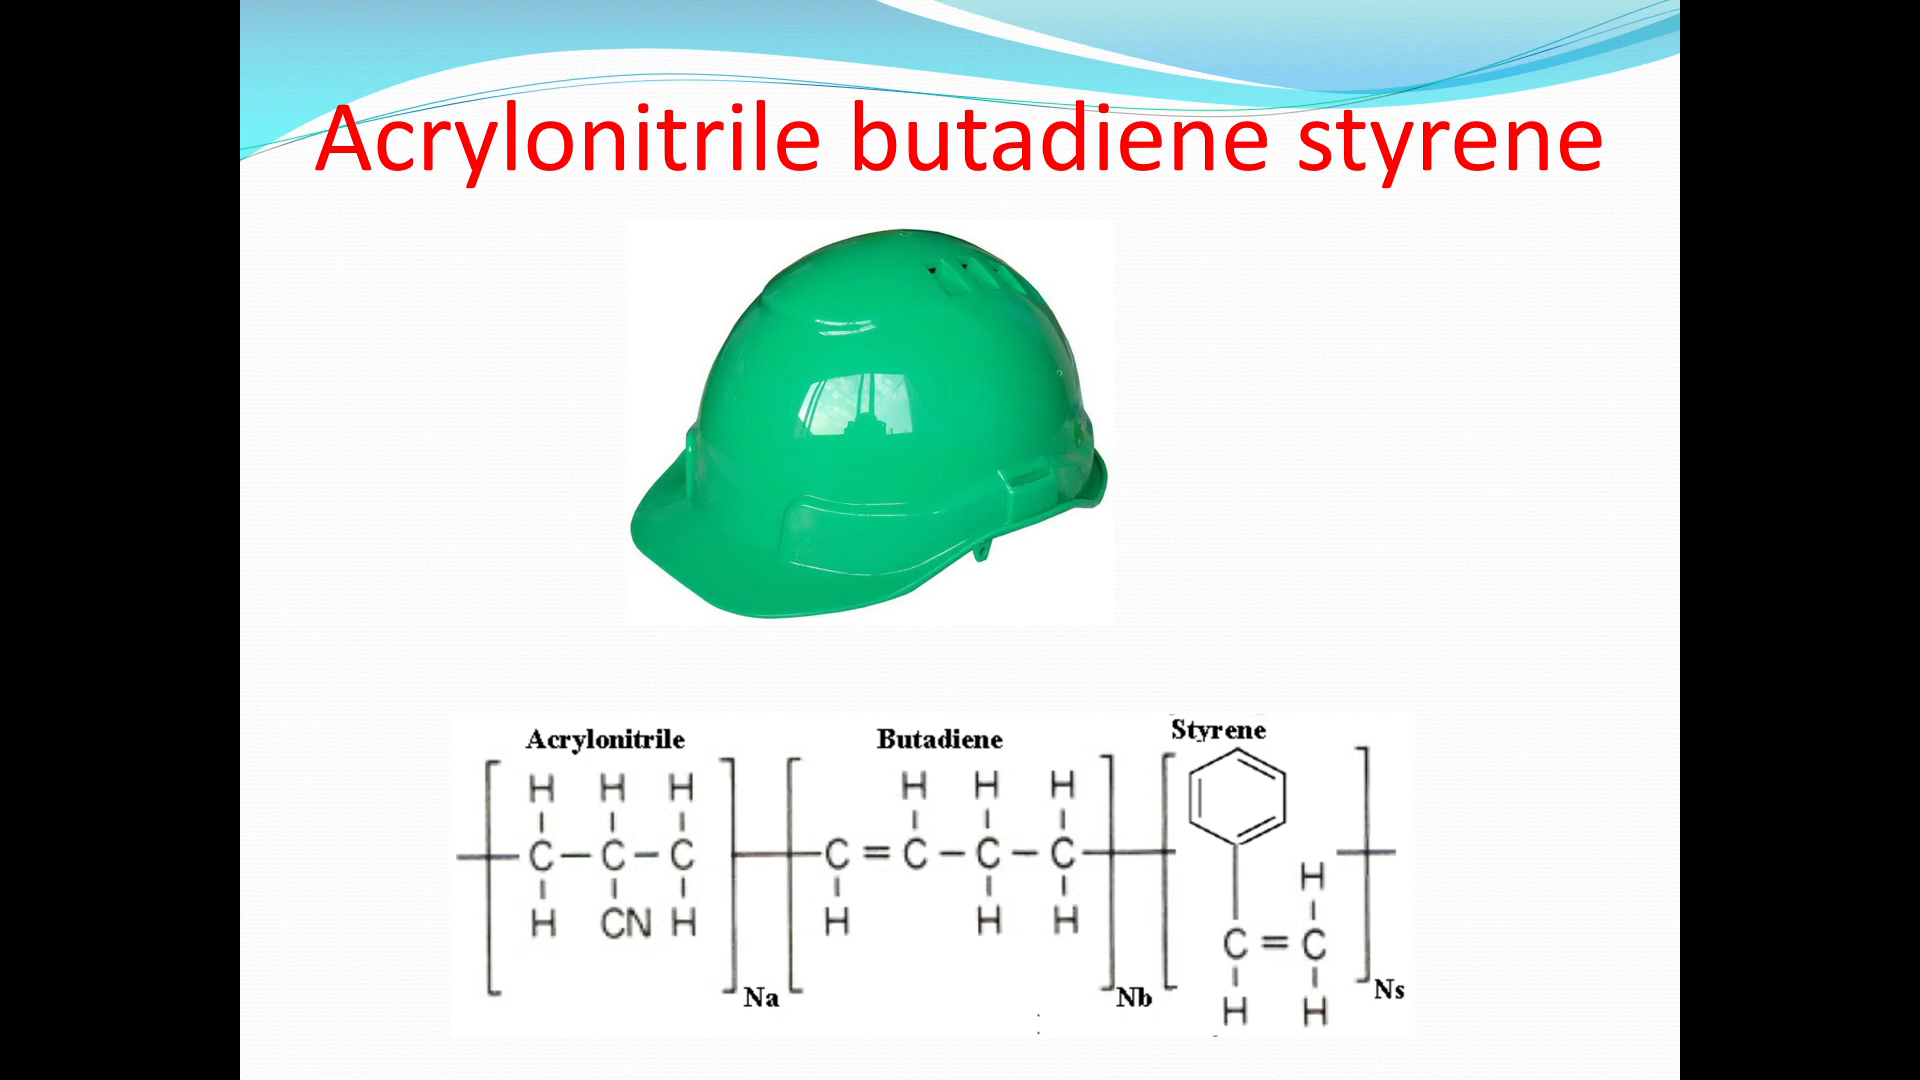 Acrylonitrile butadiene styrene
Acrylonitrile Butadiene Styrene
H H H H H H
C – C – C C = C – C – C H
H CN H H H H C = C
Na Nb Ns
H H